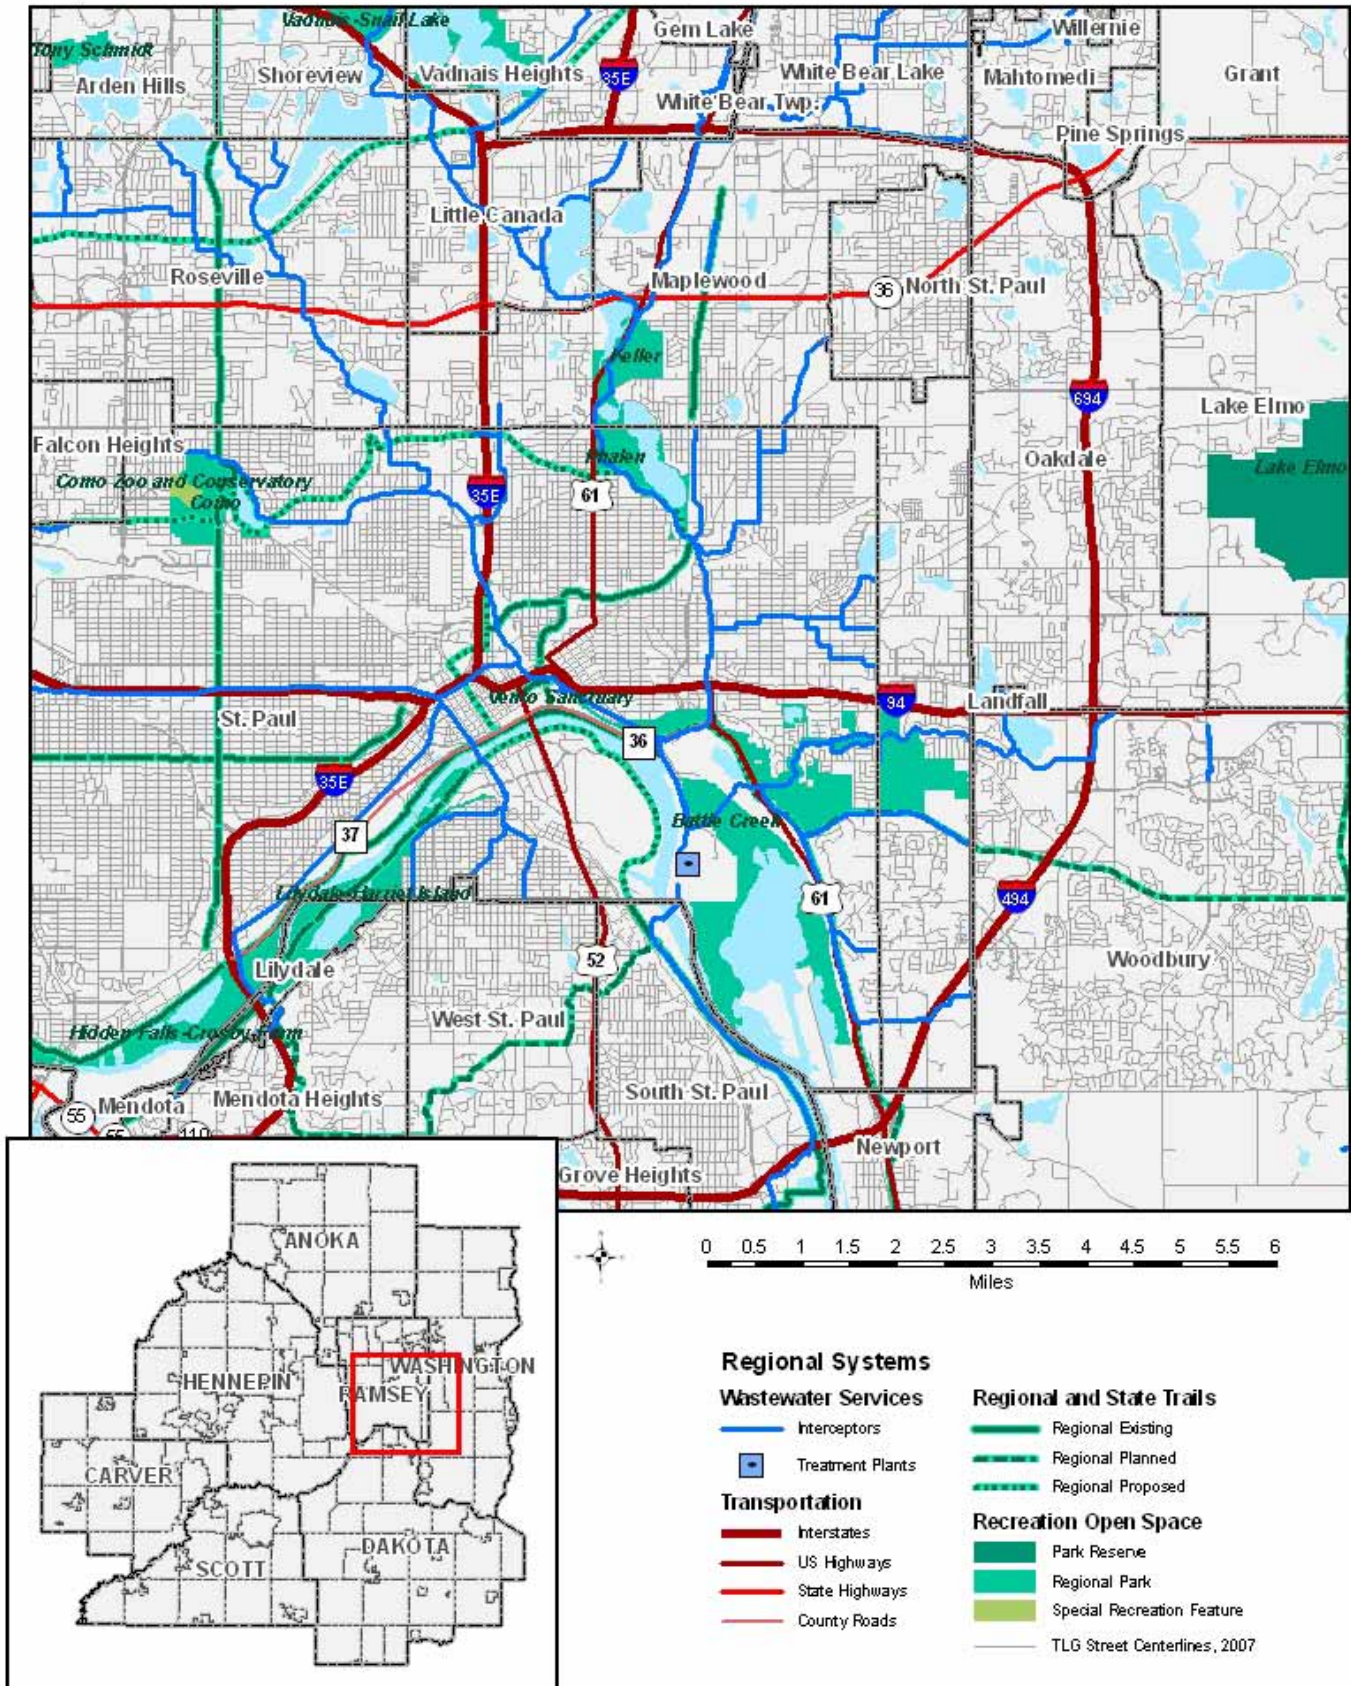 Vadnais-Snail Lake
Gem Lake
Willernie
Tony Schmidt
Arden Hills
Shoreview
Vadnais Heights
35E
White Bear Lake
Mahtomedi
Grant
White Bear Twp.
Pine Springs
Little Canada
Roseville
Maplewood
36
North St. Paul
Keller
694
Lake Elmo
Falcon Heights
Phalen
Oakdale
Lake Elmo
Como Zoo and Conservatory
Como
35E
61
Vento Sanctuary
94
Landfall
St. Paul
36
35E
37
Battle Creek
Lilydale-Harriet Island
61
494
52
Woodbury
Lilydale
West St. Paul
Hidden Falls-Crosby Farm
South St. Paul
55
Mendota
Mendota Heights
55
110
Newport
Grove Heights
ANOKA
HENNEPIN
WASHINGTON
RAMSEY
CARVER
SCOTT
DAKOTA
0 0.5 1 1.5 2 2.5 3 3.5 4 4.5 5 5.5 6
Miles
Regional Systems
Wastewater Services
Interceptors
Treatment Plants
Transportation
Interstates
US Highways
State Highways
County Roads
Regional and State Trails
Regional Existing
Regional Planned
Regional Proposed
Recreation Open Space
Park Reserve
Regional Park
Special Recreation Feature
TLG Street Centerlines, 2007